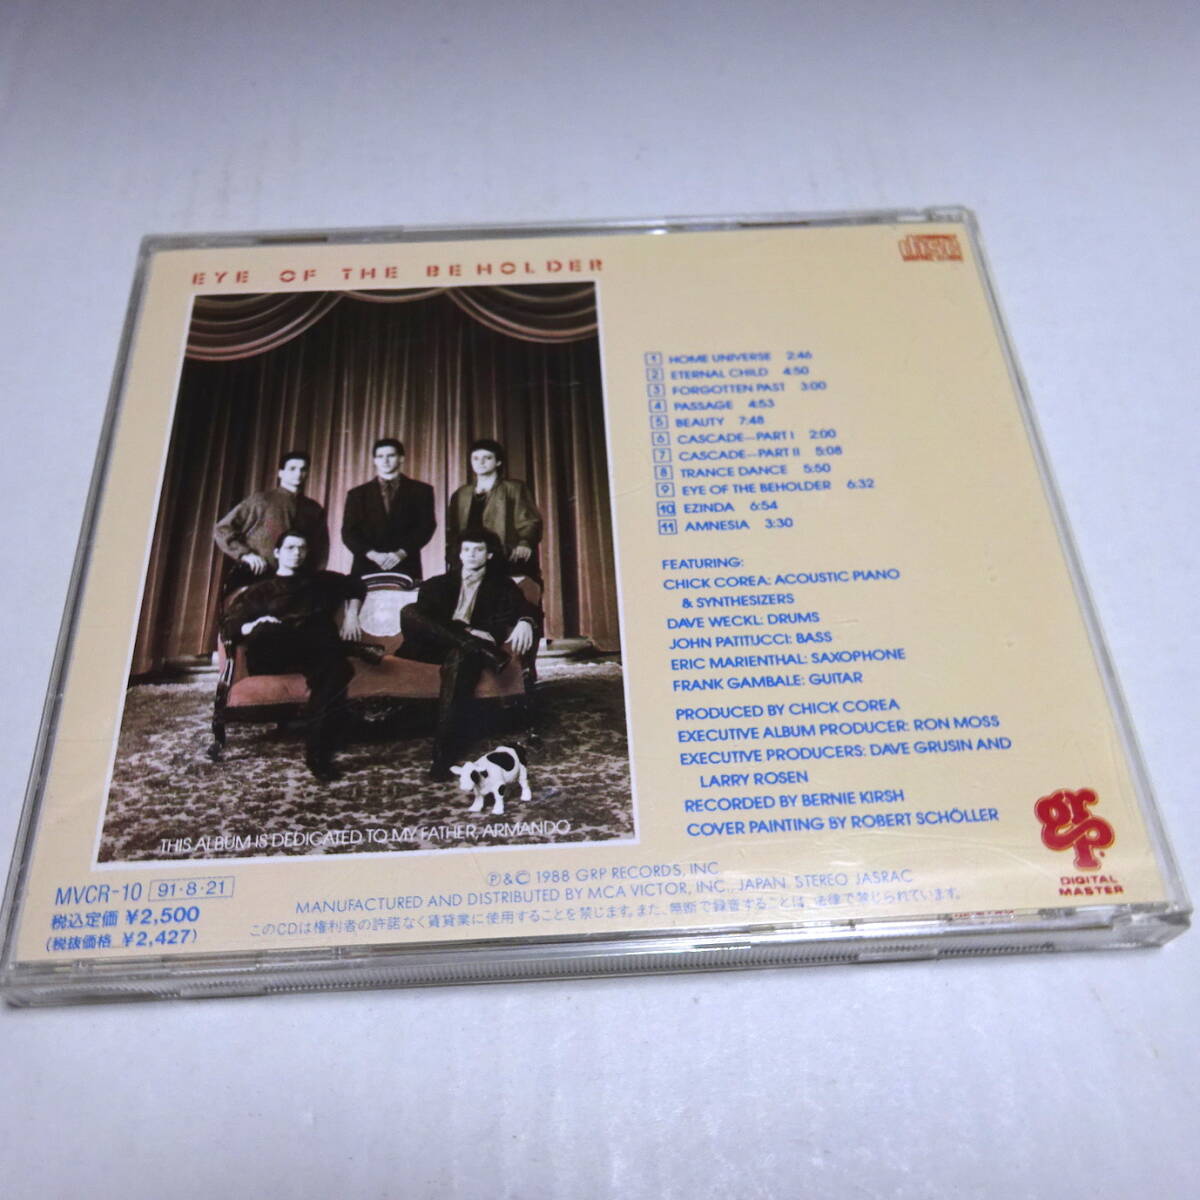 EYE OF THE BEHOLDER
disc
1 HOME UNIVERSE 2:46
2 ETERNAL CHILD 4:50
3 FORGOTTEN PAST 3:00
4 PASSAGE 4:53
5 BEAUTY 7:48
6 CASCADE—PART I 2:00
7 CASCADE—PART II 5:08
8 TRANCE DANCE 5:50
9 EYE OF THE BEHOLDER 6:32
10 EZINDA 6:54
11 AMNESIA 3:30
FEATURING:
CHICK COREA: ACOUSTIC PIANO
& SYNTHESIZERS
DAVE WECKL: DRUMS
JOHN PATITUCCI: BASS
ERIC MARIENTHAL: SAXOPHONE
FRANK GAMBALE: GUITAR
PRODUCED BY CHICK COREA
EXECUTIVE ALBUM PRODUCER: RON MOSS
EXECUTIVE PRODUCERS: DAVE GRUSIN AND
LARRY ROSEN
RECORDED BY BERNIE KIRSH
COVER PAINTING BY ROBERT SCHÖLLER
THIS ALBUM IS DEDICATED TO MY FATHER, ARMANDO
grp
DIGITAL
MASTER
MVCR-10 91·8·21
税込定価 ¥2,500
(税抜価格 ¥2,427)
℗&© 1988 GRP RECORDS, INC
MANUFACTURED AND DISTRIBUTED BY MCA VICTOR, INC., JAPAN. STEREO JASRAC
このCDは権利者の許諾なく賃貸業に使用することを禁じます。また、無断で録音することは、法律で禁じられています。